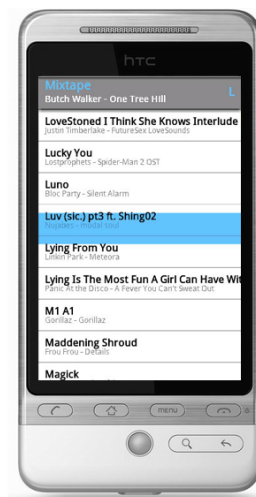 htc
Mixtape
Butch Walker - One Tree Hill
L
LoveStoned I Think She Knows Interlude
Justin Timberlake - FutureSex LoveSounds
Lucky You
Lostprophets - Spider-Man 2 OST
Luno
Bloc Party - Silent Alarm
Luv (sic.) pt3 ft. Shing02
Nujabes - modal soul
Lying From You
Linkin Park - Meteora
Lying Is The Most Fun A Girl Can Have Wit
Panic At the Disco - A Fever You Can't Sweat Out
M1 A1
Gorillaz - Gorillaz
Maddening Shroud
Frou Frou - Details
Magick
MENU